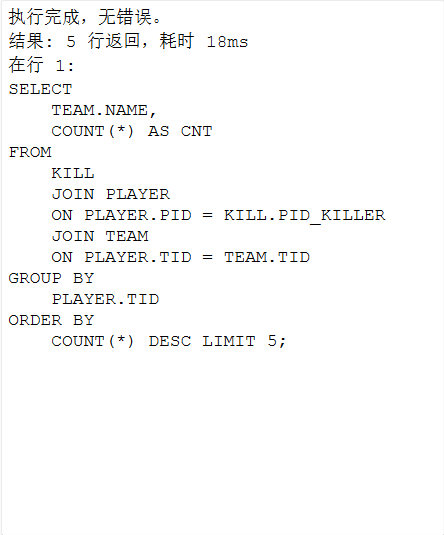 执行完成，无错误。
结果: 5 行返回，耗时 18ms
在行 1:
SELECT
    TEAM.NAME,
    COUNT(*) AS CNT
FROM
    KILL
    JOIN PLAYER
    ON PLAYER.PID = KILL.PID_KILLER
    JOIN TEAM
    ON PLAYER.TID = TEAM.TID
GROUP BY
    PLAYER.TID
ORDER BY
    COUNT(*) DESC LIMIT 5;